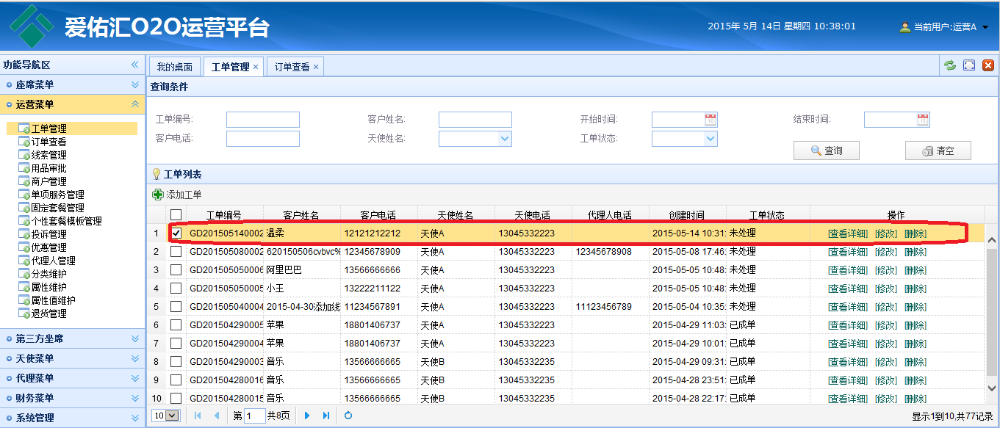 爱佑汇O2O运营平台
2015年 5月 14日 星期四 10:38:01 当前用户:运营A
功能导航区
座席菜单
运营菜单
工单管理
订单查看
线索管理
用品审批
商户管理
单项服务管理
固定套餐管理
个性套餐模板管理
投诉管理
优惠管理
代理人管理
分类维护
属性维护
属性值维护
退货管理
第三方坐席
天使菜单
代理菜单
财务菜单
系统管理
我的桌面 工单管理 订单查看
查询条件
工单编号: 客户姓名: 开始时间: 结束时间:
客户电话: 天使姓名: 工单状态:
查询 清空
工单列表
添加工单
工单编号 客户姓名 客户电话 天使姓名 天使电话 代理人电话 创建时间 工单状态 操作
1 GD201505140002 温柔 12121212212 天使A 13045332223 2015-05-14 10:31: 未处理 [查看详细] [修改] [删除]
2 GD201505080002 620150506cvbvc% 12345678909 天使A 13045332223 12345678908 2015-05-08 17:46: 未处理 [查看详细] [修改] [删除]
3 GD201505050006 阿里巴巴 13566666666 天使A 13045332223 2015-05-05 10:48: 未处理 [查看详细] [修改] [删除]
4 GD201505050005 小王 13222211122 天使A 13045332223 2015-05-05 10:48: 未处理 [查看详细] [修改] [删除]
5 GD201505040004 2015-04-30添加线 11234567891 天使A 13045332223 11123456789 2015-05-04 10:35: 未处理 [查看详细] [修改] [删除]
6 GD201504290005 苹果 18801406737 天使A 13045332223 2015-04-29 11:03: 已成单 [查看详细] [修改] [删除]
7 GD201504290004 苹果 18801406737 天使A 13045332223 2015-04-29 10:01: 已成单 [查看详细] [修改] [删除]
8 GD201504290003 音乐 13566666665 天使B 13045332235 2015-04-29 09:31: 已成单 [查看详细] [修改] [删除]
9 GD201504280016 音乐 13566666665 天使B 13045332235 2015-04-28 23:51: 已成单 [查看详细] [修改] [删除]
10 GD201504280015 音乐 13566666665 天使B 13045332235 2015-04-28 22:17: 已成单 [查看详细] [修改] [删除]
10 第 1 共8页 显示1到10,共77记录